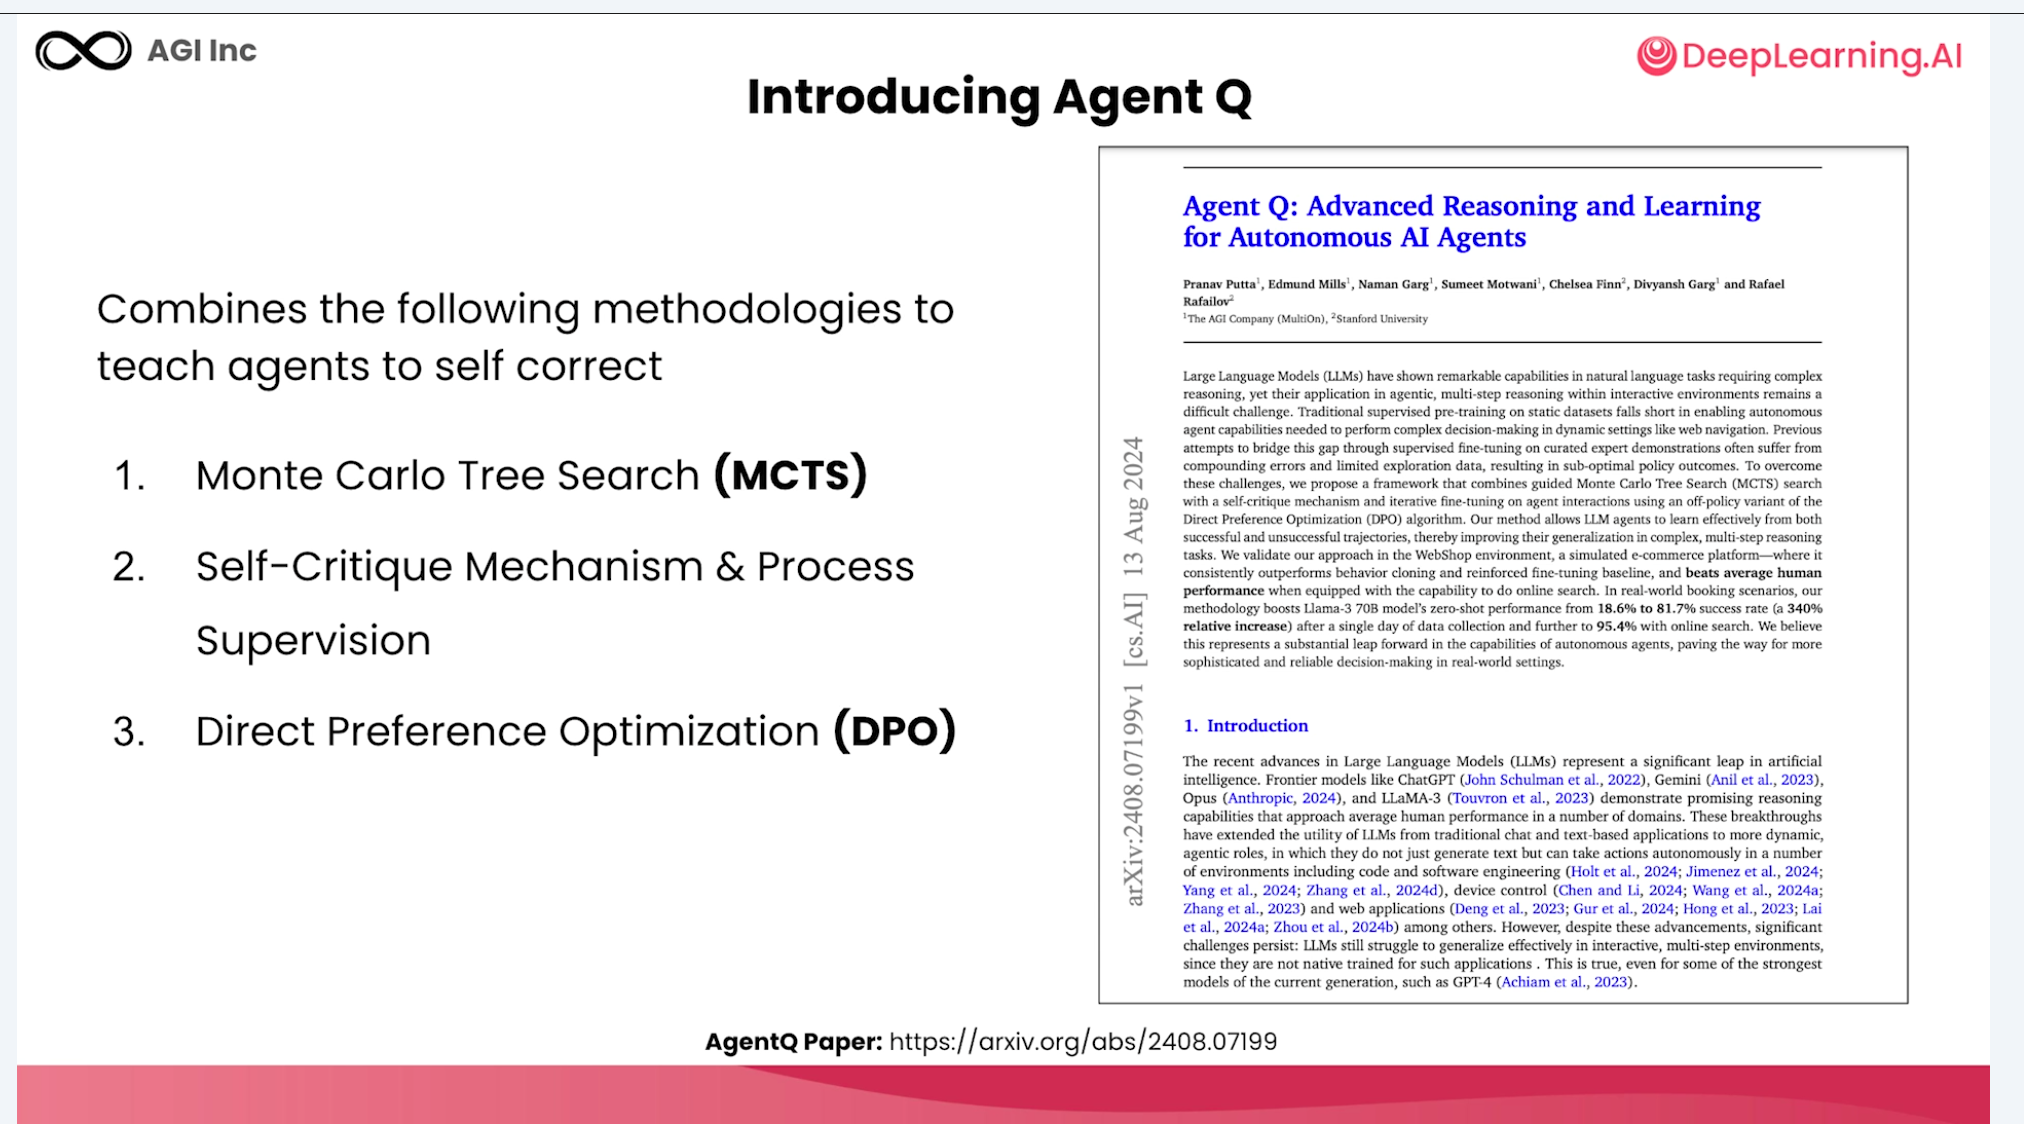 AGI Inc
DeepLearning.AI
Introducing Agent Q
Combines the following methodologies to
teach agents to self correct
1. Monte Carlo Tree Search (MCTS)
2. Self-Critique Mechanism & Process
Supervision
3. Direct Preference Optimization (DPO)
arXiv:2408.07199v1 [cs.AI] 13 Aug 2024
Agent Q: Advanced Reasoning and Learning
for Autonomous AI Agents
Pranav Putta¹, Edmund Mills¹, Naman Garg¹, Sumeet Motwani¹, Chelsea Finn², Divyansh Garg¹ and Rafael
Rafailov²
¹The AGI Company (MultiOn), ²Stanford University
Large Language Models (LLMs) have shown remarkable capabilities in natural language tasks requiring complex
reasoning, yet their application in agentic, multi-step reasoning within interactive environments remains a
difficult challenge. Traditional supervised pre-training on static datasets falls short in enabling autonomous
agent capabilities needed to perform complex decision-making in dynamic settings like web navigation. Previous
attempts to bridge this gap through supervised fine-tuning on curated expert demonstrations often suffer from
compounding errors and limited exploration data, resulting in sub-optimal policy outcomes. To overcome
these challenges, we propose a framework that combines guided Monte Carlo Tree Search (MCTS) search
with a self-critique mechanism and iterative fine-tuning on agent interactions using an off-policy variant of the
Direct Preference Optimization (DPO) algorithm. Our method allows LLM agents to learn effectively from both
successful and unsuccessful trajectories, thereby improving their generalization in complex, multi-step reasoning
tasks. We validate our approach in the WebShop environment, a simulated e-commerce platform—where it
consistently outperforms behavior cloning and reinforced fine-tuning baseline, and beats average human
performance when equipped with the capability to do online search. In real-world booking scenarios, our
methodology boosts Llama-3 70B model's zero-shot performance from 18.6% to 81.7% success rate (a 340%
relative increase) after a single day of data collection and further to 95.4% with online search. We believe
this represents a substantial leap forward in the capabilities of autonomous agents, paving the way for more
sophisticated and reliable decision-making in real-world settings.
1. Introduction
The recent advances in Large Language Models (LLMs) represent a significant leap in artificial
intelligence. Frontier models like ChatGPT (John Schulman et al., 2022), Gemini (Anil et al., 2023),
Opus (Anthropic, 2024), and LLaMA-3 (Touvron et al., 2023) demonstrate promising reasoning
capabilities that approach average human performance in a number of domains. These breakthroughs
have extended the utility of LLMs from traditional chat and text-based applications to more dynamic,
agentic roles, in which they do not just generate text but can take actions autonomously in a number
of environments including code and software engineering (Holt et al., 2024; Jimenez et al., 2024;
Yang et al., 2024; Zhang et al., 2024d), device control (Chen and Li, 2024; Wang et al., 2024a;
Zhang et al., 2023) and web applications (Deng et al., 2023; Gur et al., 2024; Hong et al., 2023; Lai
et al., 2024a; Zhou et al., 2024b) among others. However, despite these advancements, significant
challenges persist: LLMs still struggle to generalize effectively in interactive, multi-step environments,
since they are not native trained for such applications . This is true, even for some of the strongest
models of the current generation, such as GPT-4 (Achiam et al., 2023).
AgentQ Paper: https://arxiv.org/abs/2408.07199